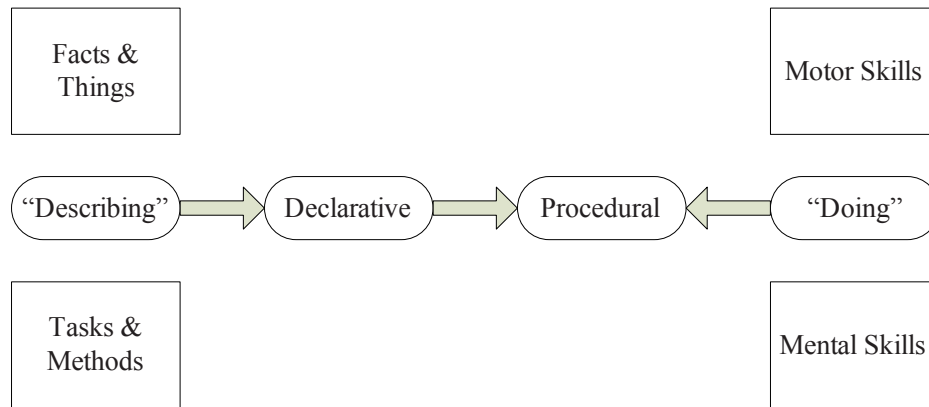 Facts &
Things
Motor Skills
“Describing”
Declarative
Procedural
“Doing”
Tasks &
Methods
Mental Skills